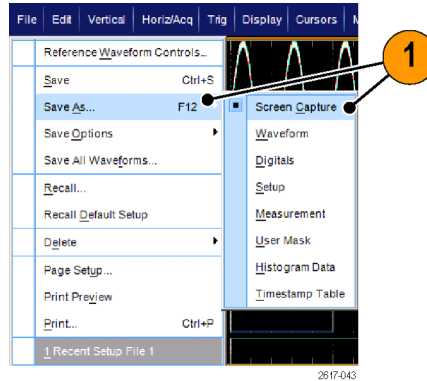 File Edit Vertical Horiz/Acq Trig Display Cursors
Reference Waveform Controls...
1
Save Ctrl+S
Save As... F12
Screen Capture
Save Options
Waveform
Save All Waveforms...
Digitals
Recall...
Setup
Recall Default Setup
Measurement
Delete
User Mask
Page Setup...
Histogram Data
Print Preview
Timestamp Table
Print... Ctrl+P
1 Recent Setup File 1
2617-043